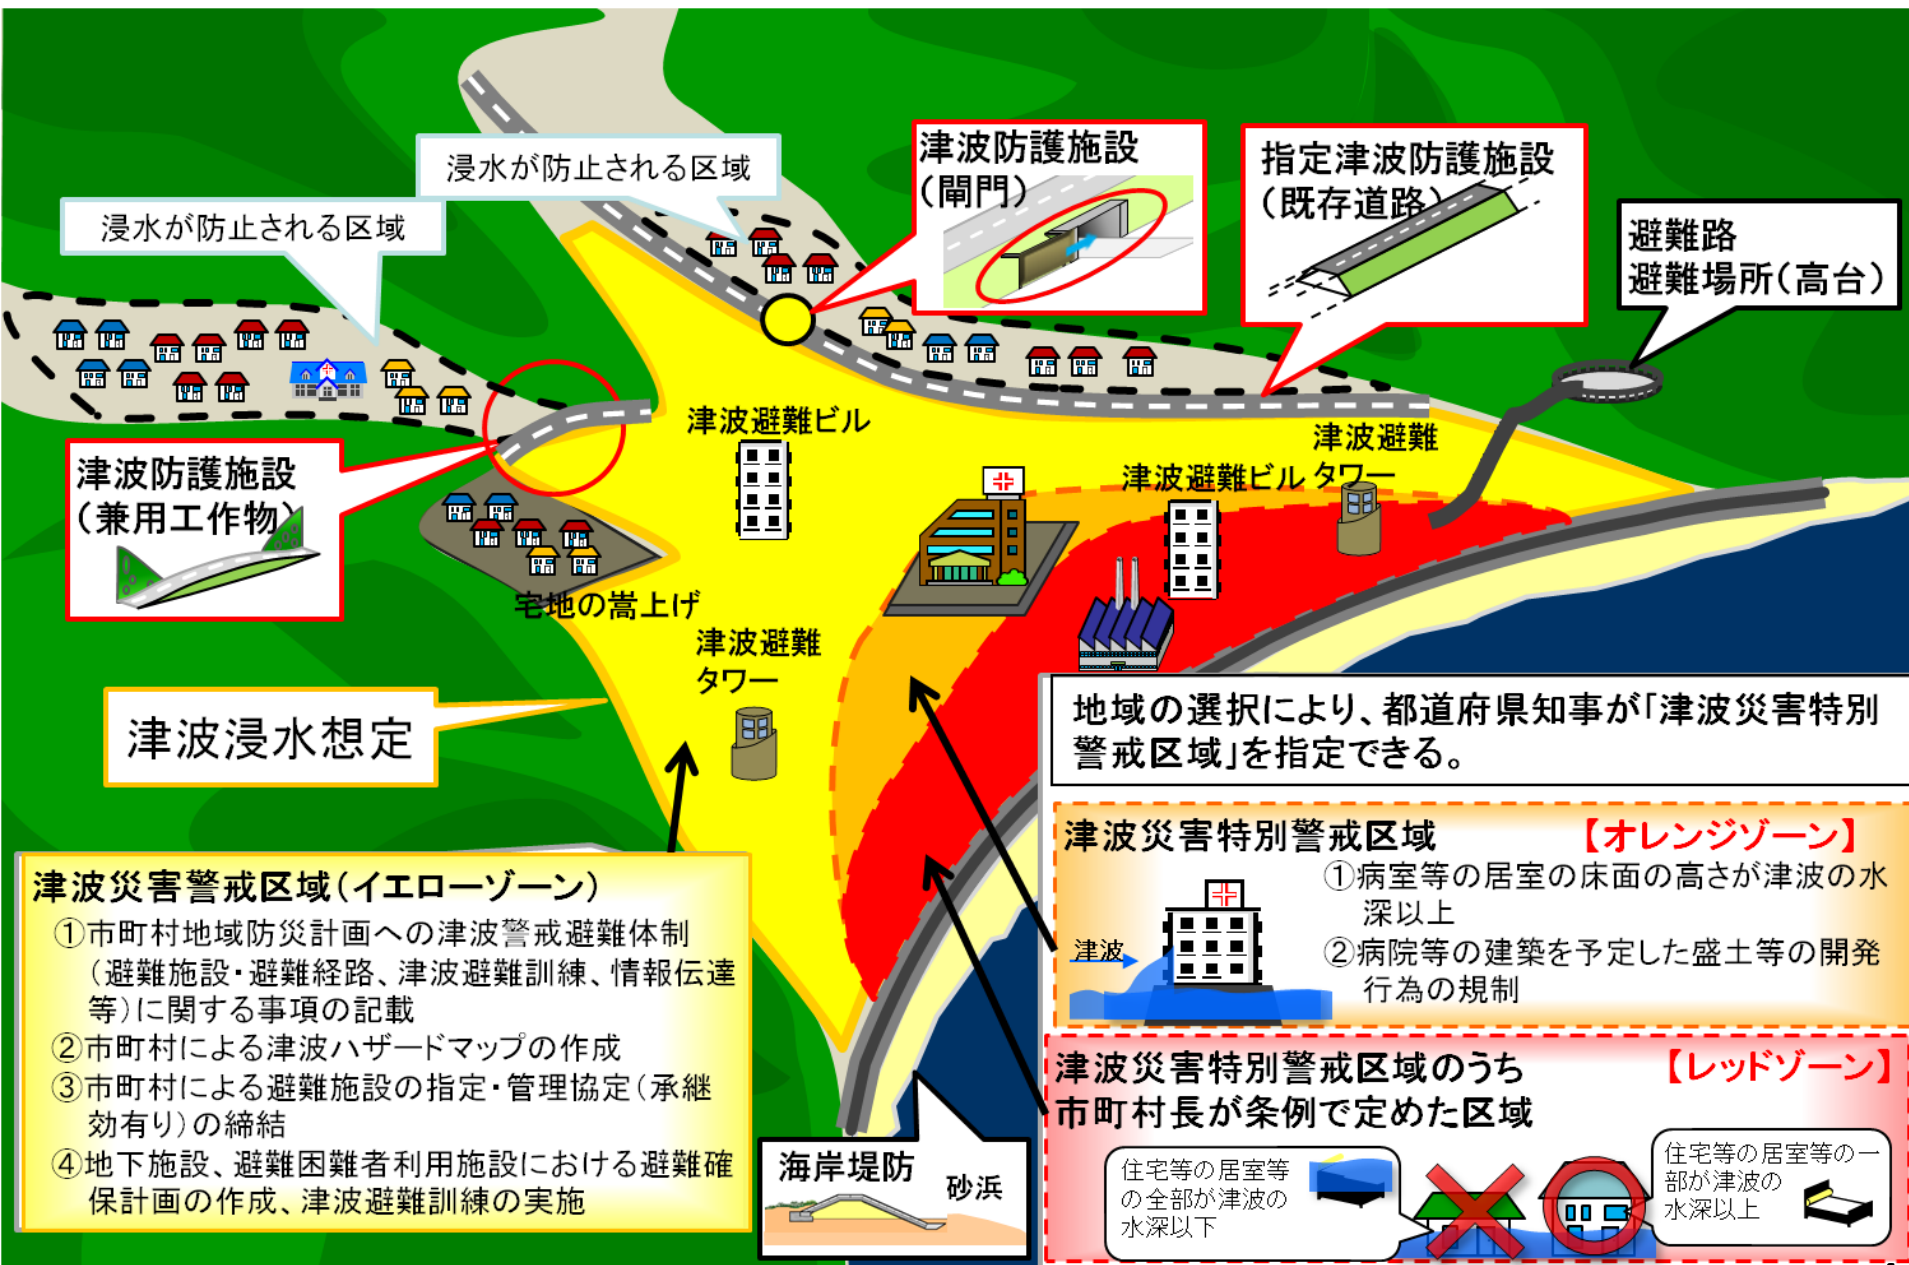 浸水が防止される区域
浸水が防止される区域
津波防護施設
（閘門）
指定津波防護施設
（既存道路）
避難路
避難場所（高台）
津波防護施設
（兼用工作物）
津波避難ビル
津波避難ビル
津波避難
タワー
宅地の嵩上げ
津波避難
タワー
津波浸水想定
地域の選択により、都道府県知事が「津波災害特別
警戒区域」を指定できる。
津波災害警戒区域（イエローゾーン）
①市町村地域防災計画への津波警戒避難体制
（避難施設・避難経路、津波避難訓練、情報伝達
等）に関する事項の記載
②市町村による津波ハザードマップの作成
③市町村による避難施設の指定・管理協定（承継
効有り）の締結
④地下施設、避難困難者利用施設における避難確
保計画の作成、津波避難訓練の実施
津波災害特別警戒区域 【オレンジゾーン】
①病室等の居室の床面の高さが津波の水
深以上
②病院等の建築を予定した盛土等の開発
行為の規制
津波
津波災害特別警戒区域のうち 【レッドゾーン】
市町村長が条例で定めた区域
住宅等の居室等
の全部が津波の
水深以下
住宅等の居室等の一
部が津波の
水深以上
海岸堤防
砂浜